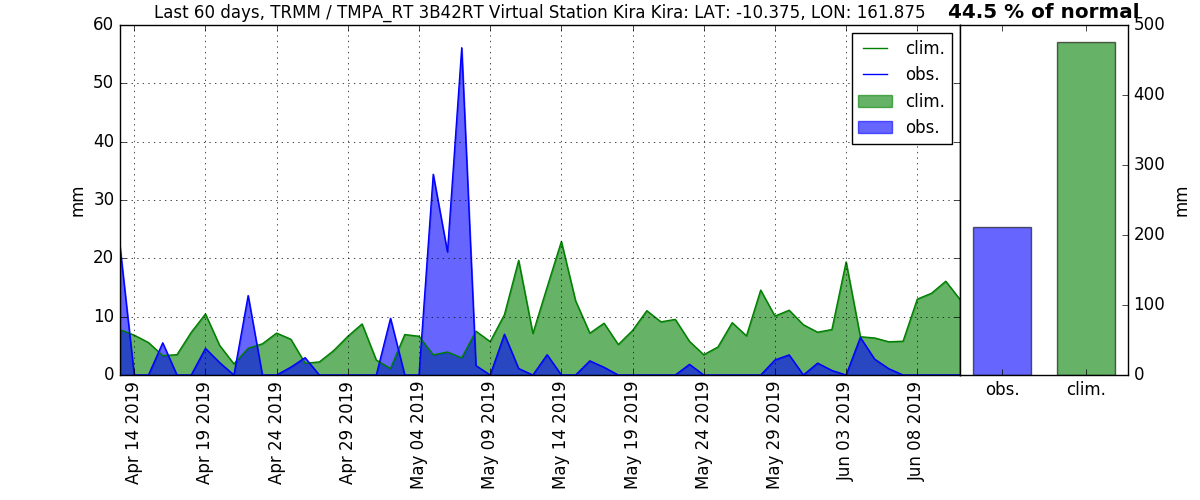 Last 60 days, TRMM / TMPA_RT 3B42RT Virtual Station Kira Kira: LAT: -10.375, LON: 161.875
44.5 % of normal
60
50
40
30
20
10
0
mm
clim.
obs.
clim.
obs.
Apr 14 2019
Apr 19 2019
Apr 24 2019
Apr 29 2019
May 04 2019
May 09 2019
May 14 2019
May 19 2019
May 24 2019
May 29 2019
Jun 03 2019
Jun 08 2019
500
400
300
200
100
0
mm
obs.
clim.